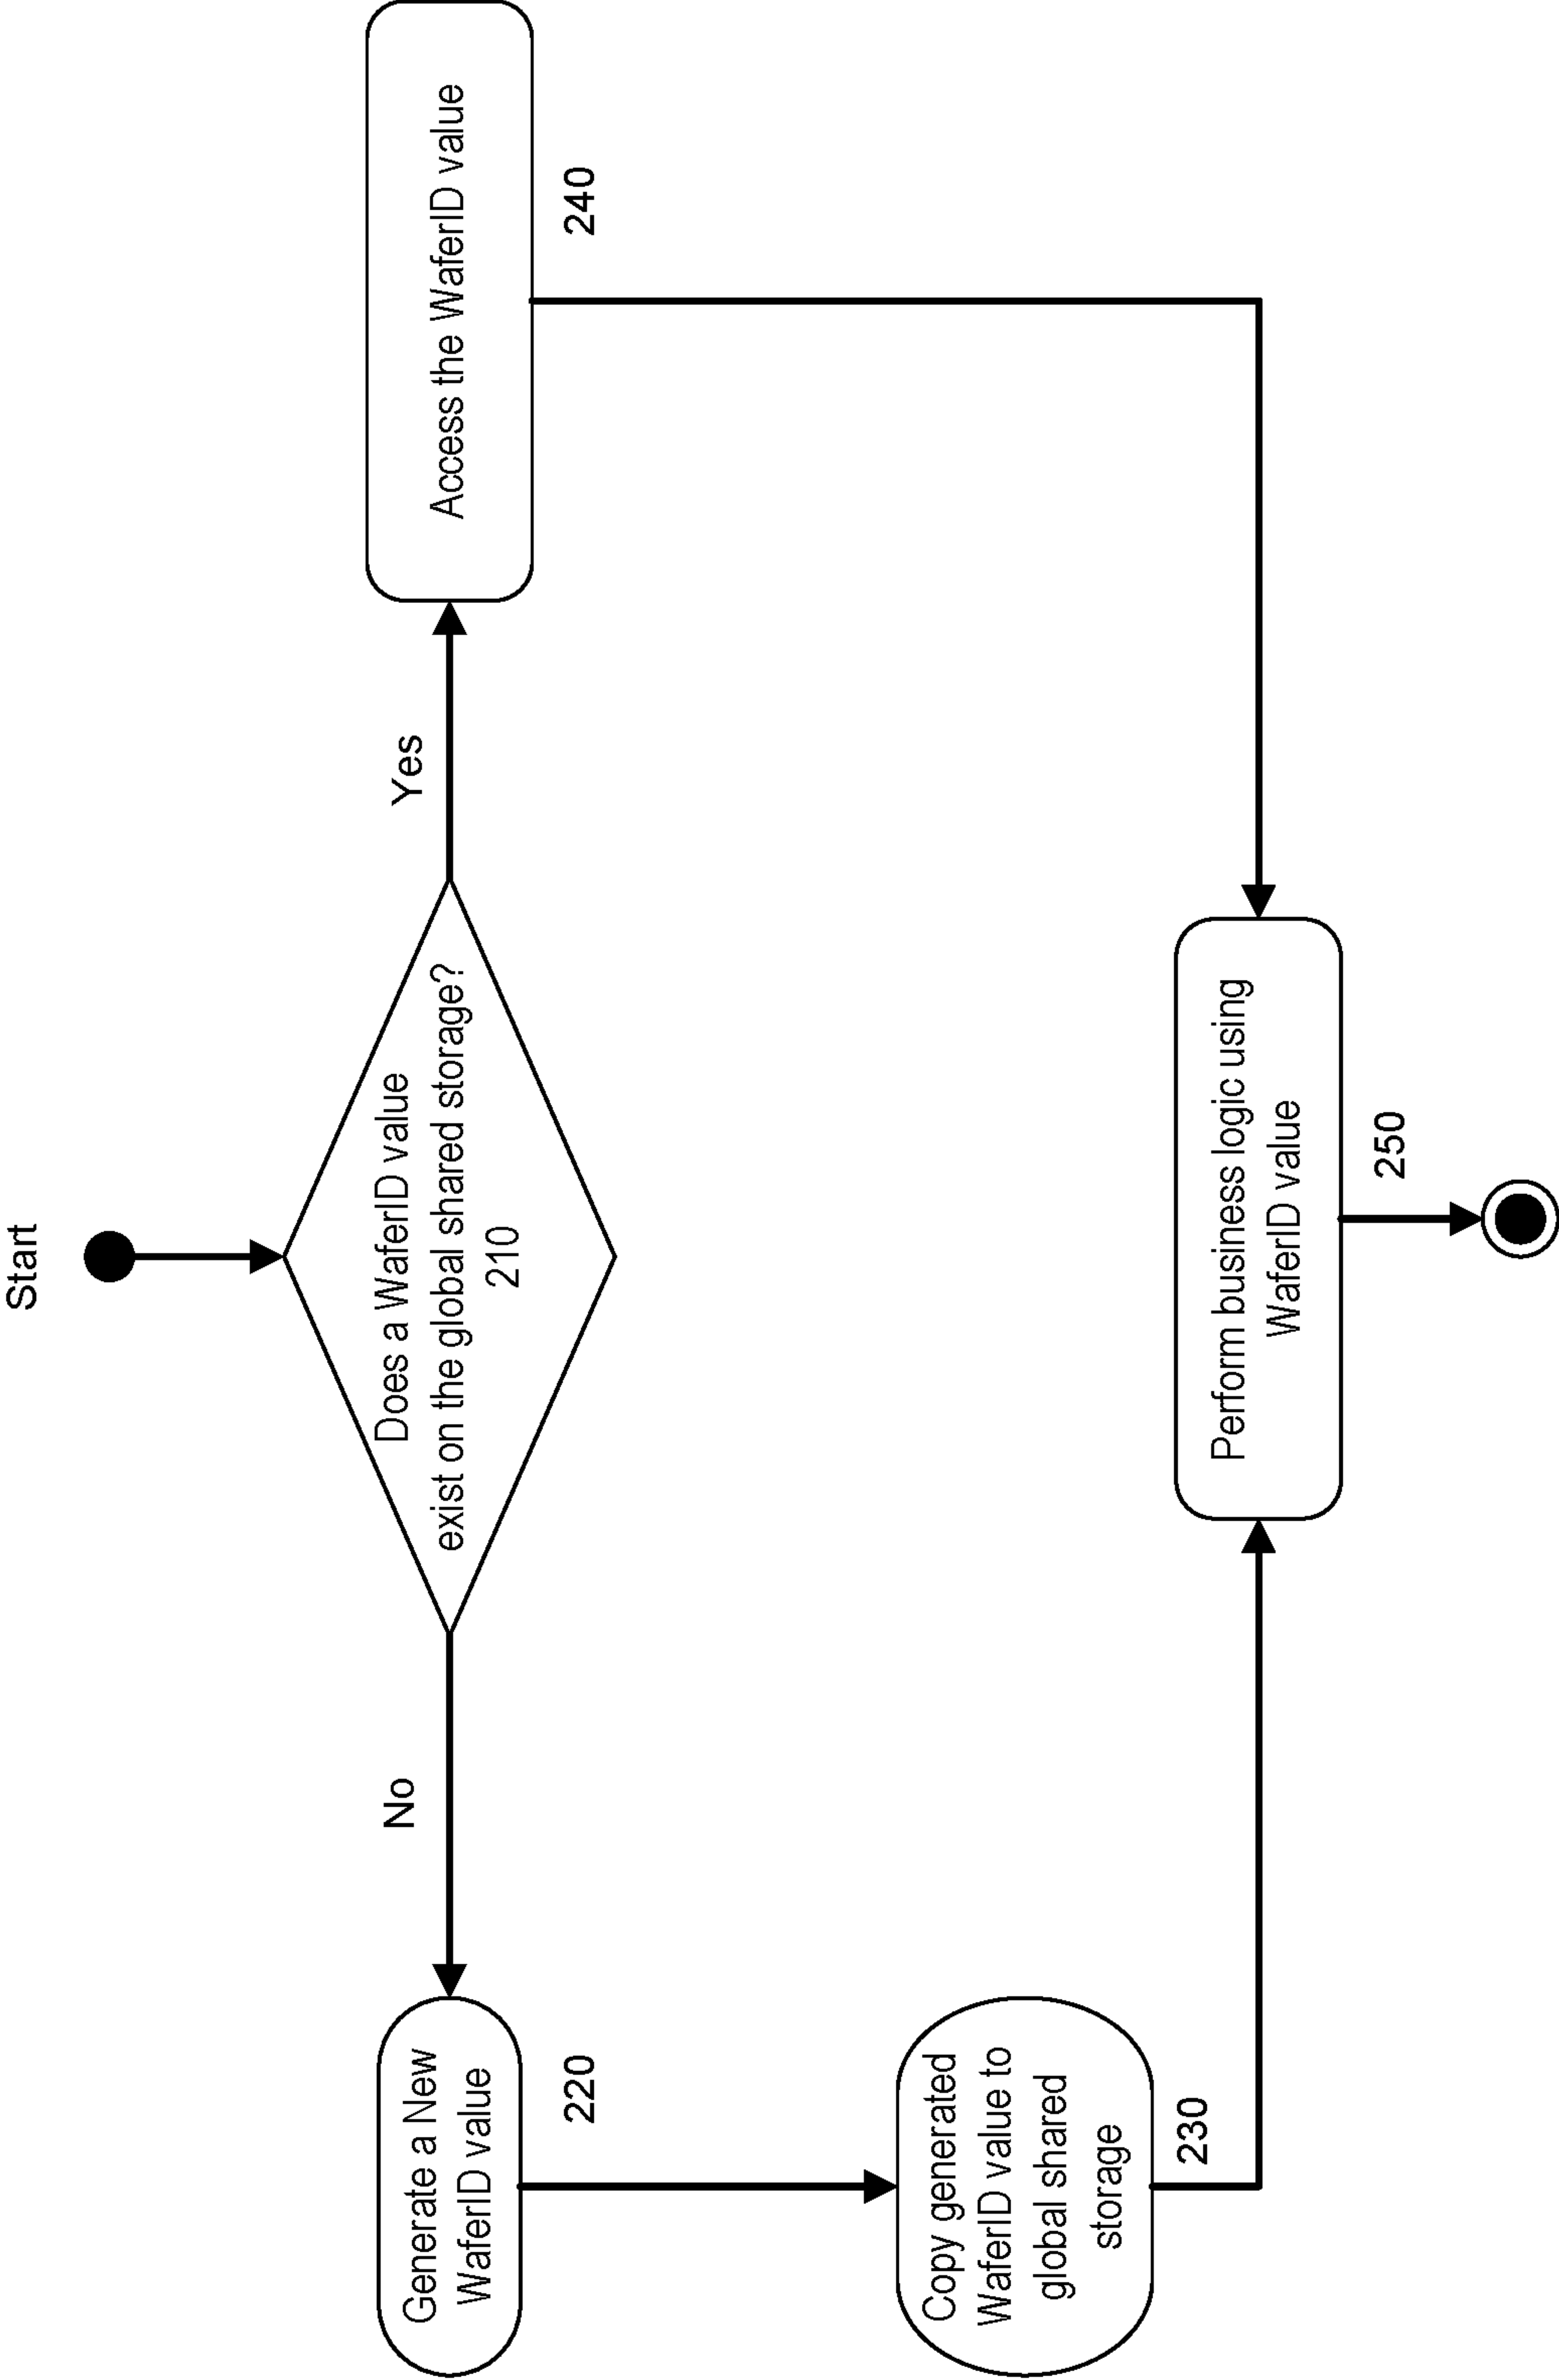 Start
Does a WaferID value
exist on the global shared storage?
210
No
Yes
Generate a New
WaferID value
220
Access the WaferID value
240
Copy generated
WaferID value to
global shared
storage
230
Perform business logic using
WaferID value
250